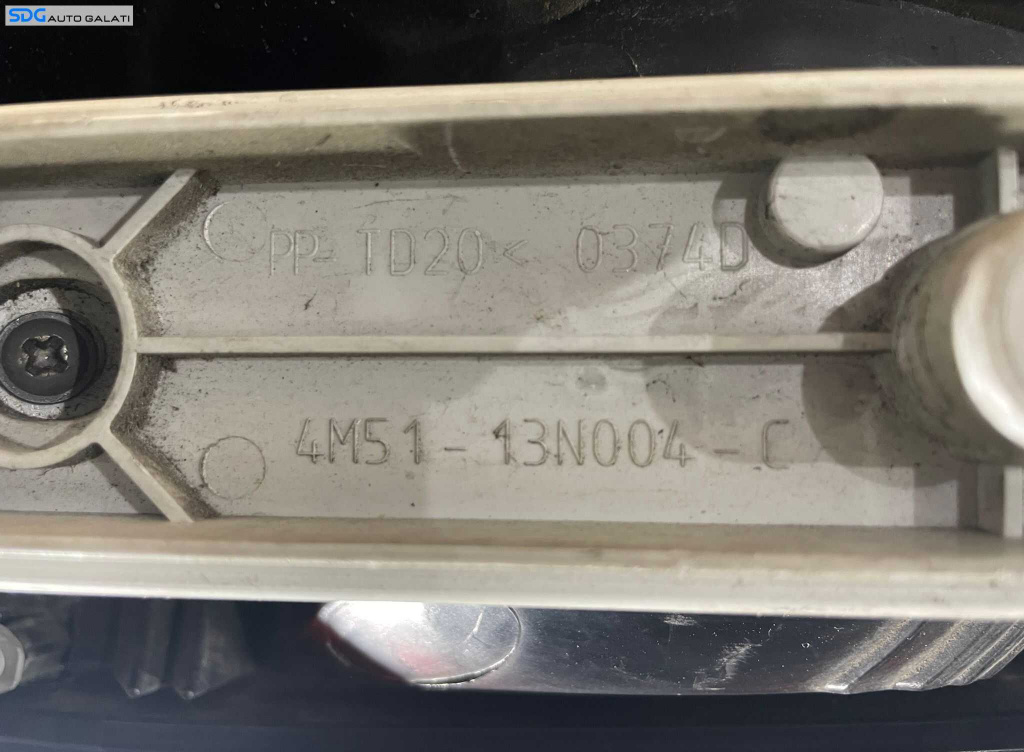 SDG AUTO GALATI
PP-TD20< 0374D
4M51-13N004-C